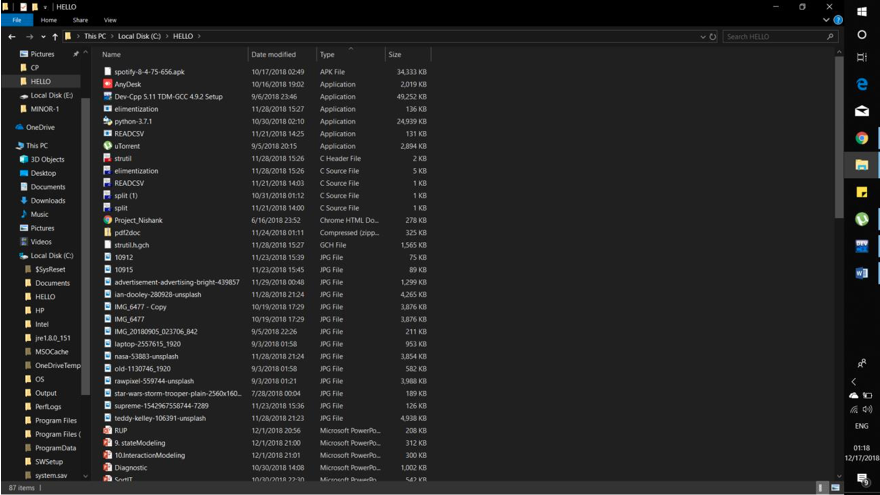 HELLO
File Home Share View
This PC > Local Disk (C:) > HELLO > Search HELLO
Name Date modified Type Size
Pictures
CP
HELLO
Local Disk (E:)
MINOR-1
OneDrive
This PC
3D Objects
Desktop
Documents
Downloads
Music
Pictures
Videos
Local Disk (C:)
$SysReset
Documents
HELLO
HP
Intel
jre1.8.0_151
MSOCache
OneDriveTemp
OS
Output
PerfLogs
Program Files
Program Files (
ProgramData
SWSetup
system.sav
spotify-8-4-75-656.apk 10/17/2018 02:49 APK File 34,333 KB
AnyDesk 10/16/2018 19:02 Application 2,019 KB
Dev-Cpp 5.11 TDM-GCC 4.9.2 Setup 9/6/2018 23:46 Application 49,252 KB
elimentization 11/28/2018 15:27 Application 136 KB
python-3.7.1 10/30/2018 02:10 Application 24,939 KB
READCSV 11/21/2018 14:25 Application 131 KB
uTorrent 9/5/2018 20:15 Application 2,894 KB
strutil 11/28/2018 15:26 C Header File 2 KB
elimentization 11/28/2018 15:26 C Source File 5 KB
READCSV 11/21/2018 14:03 C Source File 1 KB
split (1) 10/31/2018 01:12 C Source File 1 KB
split 11/21/2018 14:00 C Source File 1 KB
Project_Nishank 6/16/2018 23:52 Chrome HTML Do... 278 KB
pdf2doc 11/24/2018 01:11 Compressed (zipp... 325 KB
strutil.h.gch 11/28/2018 15:27 GCH File 1,565 KB
10912 11/23/2018 15:39 JPG File 75 KB
10915 11/23/2018 15:45 JPG File 89 KB
advertisement-advertising-bright-439857 11/29/2018 00:48 JPG File 1,299 KB
ian-dooley-280928-unsplash 11/28/2018 21:24 JPG File 4,265 KB
IMG_6477 - Copy 10/19/2018 17:29 JPG File 3,876 KB
IMG_6477 10/19/2018 17:29 JPG File 3,876 KB
IMG_20180905_023706_842 9/5/2018 22:26 JPG File 211 KB
laptop-2557615_1920 9/3/2018 01:58 JPG File 953 KB
nasa-53883-unsplash 11/28/2018 21:24 JPG File 3,854 KB
old-1130746_1920 9/3/2018 01:58 JPG File 582 KB
rawpixel-559744-unsplash 9/3/2018 01:21 JPG File 3,988 KB
star-wars-storm-trooper-plain-2560x160... 7/28/2018 00:04 JPG File 189 KB
supreme-1542967558744-7289 11/23/2018 15:36 JPG File 126 KB
teddy-kelley-106391-unsplash 11/28/2018 21:23 JPG File 4,938 KB
RUP 12/1/2018 20:56 Microsoft PowerPo... 208 KB
9. stateModeling 12/1/2018 21:00 Microsoft PowerPo... 312 KB
10.InteractionModeling 12/1/2018 21:01 Microsoft PowerPo... 300 KB
Diagnostic 10/30/2018 14:08 Microsoft PowerPo... 1,002 KB
SortIT 10/30/2018 22:30 Microsoft PowerPo... 542 KB
87 items
DEV
ENG
01:18
12/17/2018
9